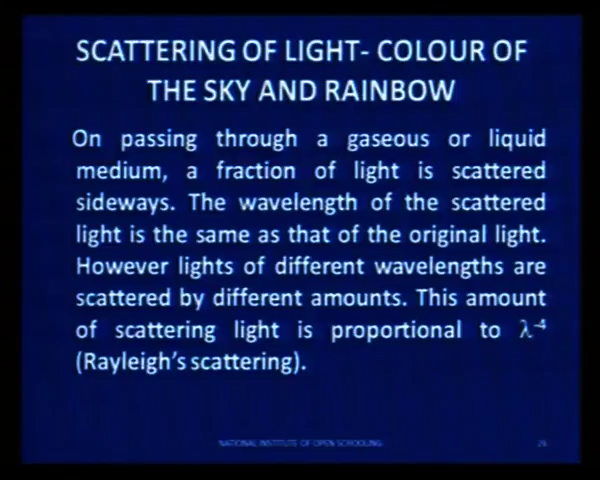 SCATTERING OF LIGHT- COLOUR OF
THE SKY AND RAINBOW
On passing through a gaseous or liquid
medium, a fraction of light is scattered
sideways. The wavelength of the scattered
light is the same as that of the original light.
However lights of different wavelengths are
scattered by different amounts. This amount
of scattering light is proportional to λ⁻⁴
(Rayleigh's scattering).
NATIONAL INSTITUTE OF OPEN SCHOOLING